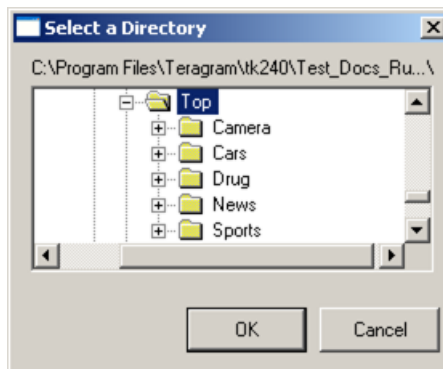 Select a Directory
C:\Program Files\Teragram\tk240\Test_Docs_Ru...\
Top
Camera
Cars
Drug
News
Sports
OK Cancel